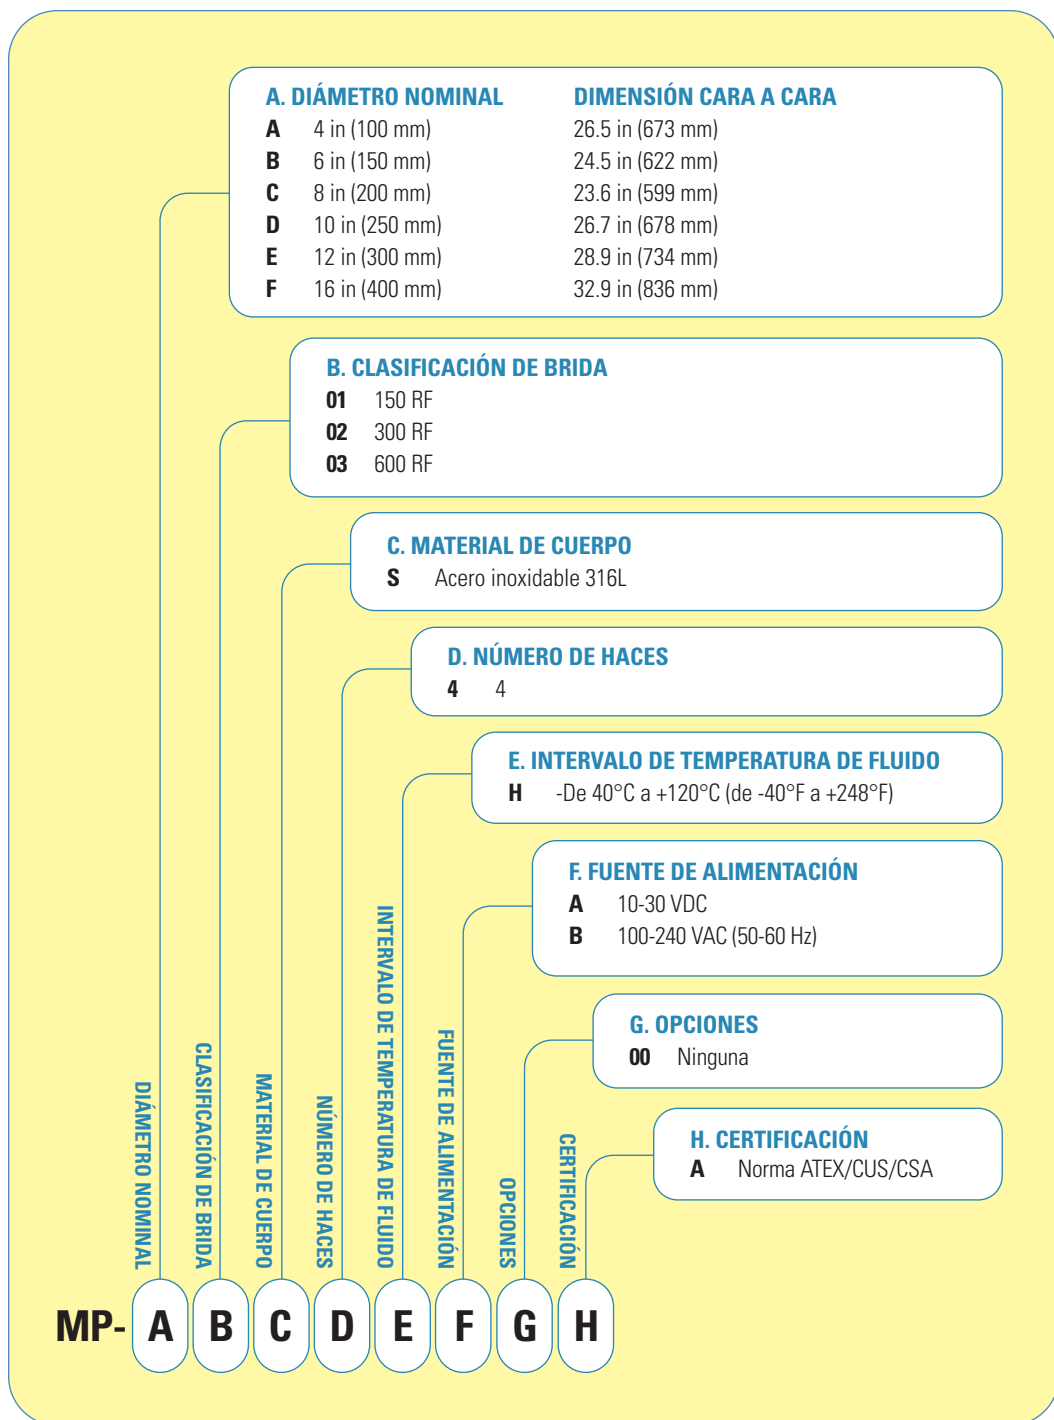 A. DIÁMETRO NOMINAL DIMENSIÓN CARA A CARA
A 4 in (100 mm) 26.5 in (673 mm)
B 6 in (150 mm) 24.5 in (622 mm)
C 8 in (200 mm) 23.6 in (599 mm)
D 10 in (250 mm) 26.7 in (678 mm)
E 12 in (300 mm) 28.9 in (734 mm)
F 16 in (400 mm) 32.9 in (836 mm)
B. CLASIFICACIÓN DE BRIDA
01 150 RF
02 300 RF
03 600 RF
C. MATERIAL DE CUERPO
S Acero inoxidable 316L
D. NÚMERO DE HACES
4 4
E. INTERVALO DE TEMPERATURA DE FLUIDO
H -De 40°C a +120°C (de -40°F a +248°F)
F. FUENTE DE ALIMENTACIÓN
A 10-30 VDC
B 100-240 VAC (50-60 Hz)
G. OPCIONES
00 Ninguna
H. CERTIFICACIÓN
A Norma ATEX/CUS/CSA
DIÁMETRO NOMINAL
CLASIFICACIÓN DE BRIDA
MATERIAL DE CUERPO
NÚMERO DE HACES
INTERVALO DE TEMPERATURA DE FLUIDO
FUENTE DE ALIMENTACIÓN
OPCIONES
CERTIFICACIÓN
MP- A B C D E F G H